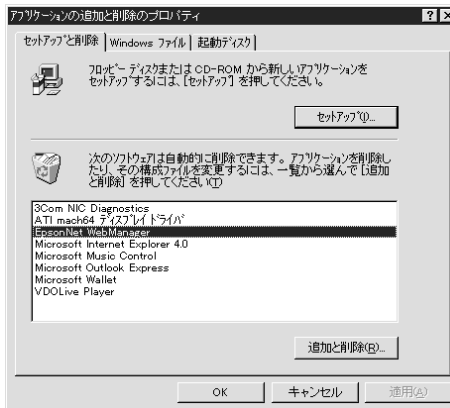 アプリケーションの追加と削除のプロパティ
セットアップと削除 Windows ファイル 起動ディスク
フロッピー ディスクまたは CD-ROM から新しいアプリケーションを
セットアップするには、[セットアップ] を押してください。
セットアップ(I)...
次のソフトウェアは自動的に削除できます。アプリケーションを削除し
たり、その構成ファイルを変更するには、一覧から選んで [追加
と削除] を押してください(T)
3Com NIC Diagnostics
ATI mach64 ディスプレイ ドライバ
EpsonNet WebManager
Microsoft Internet Explorer 4.0
Microsoft Music Control
Microsoft Outlook Express
Microsoft Wallet
VDOLive Player
追加と削除(R)...
OK キャンセル 適用(A)